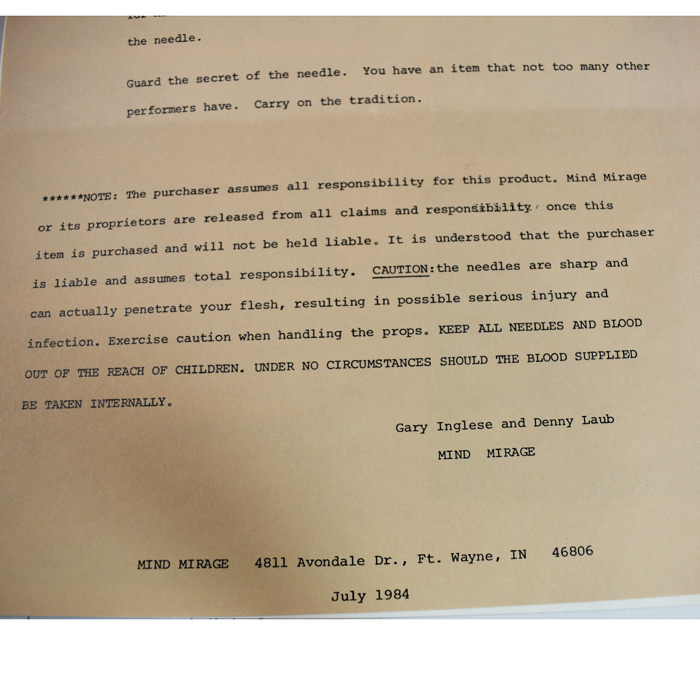 the needle.
Guard the secret of the needle. You have an item that not too many other
performers have. Carry on the tradition.
******NOTE: The purchaser assumes all responsibility for this product. Mind Mirage
or its proprietors are released from all claims and responsibility once this
item is purchased and will not be held liable. It is understood that the purchaser
is liable and assumes total responsibility. CAUTION:the needles are sharp and
can actually penetrate your flesh, resulting in possible serious injury and
infection. Exercise caution when handling the props. KEEP ALL NEEDLES AND BLOOD
OUT OF THE REACH OF CHILDREN. UNDER NO CIRCUMSTANCES SHOULD THE BLOOD SUPPLIED
BE TAKEN INTERNALLY.
Gary Inglese and Denny Laub
MIND MIRAGE
MIND MIRAGE 4811 Avondale Dr., Ft. Wayne, IN 46806
July 1984